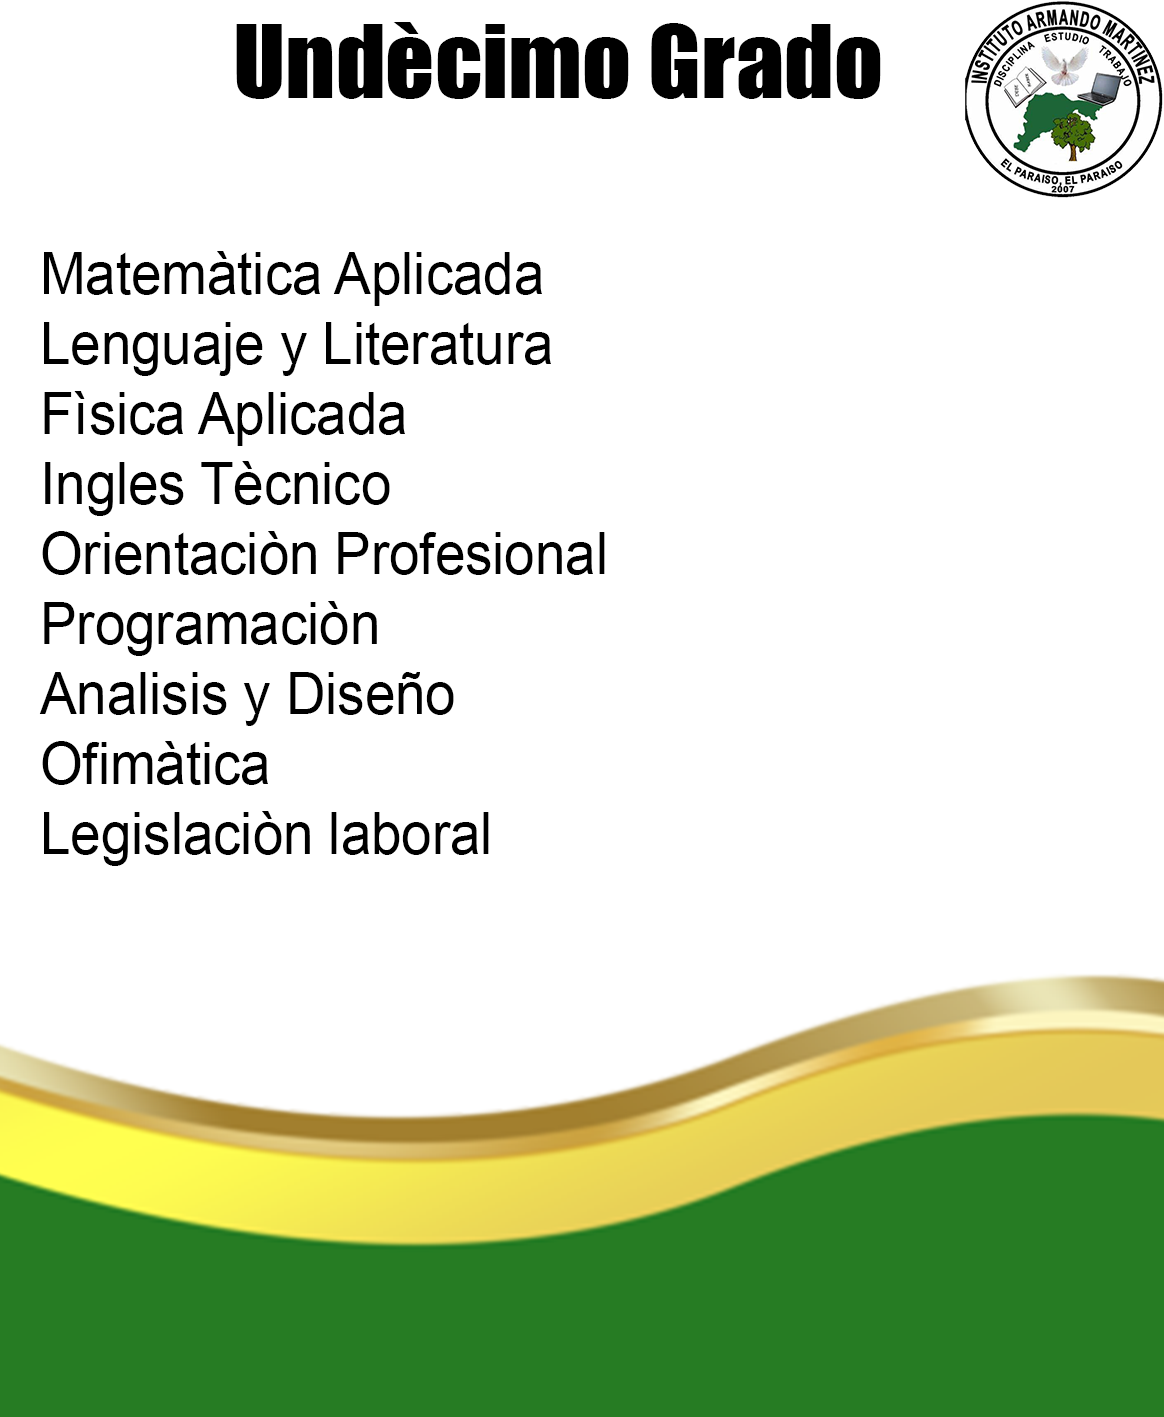 Undècimo Grado
INSTITUTO ARMANDO MARTINEZ
DISCIPLINA ESTUDIO TRABAJO
EL PARAISO, EL PARAISO
2007
Matemàtica Aplicada
Lenguaje y Literatura
Fìsica Aplicada
Ingles Tècnico
Orientaciòn Profesional
Programaciòn
Analisis y Diseño
Ofimàtica
Legislaciòn laboral